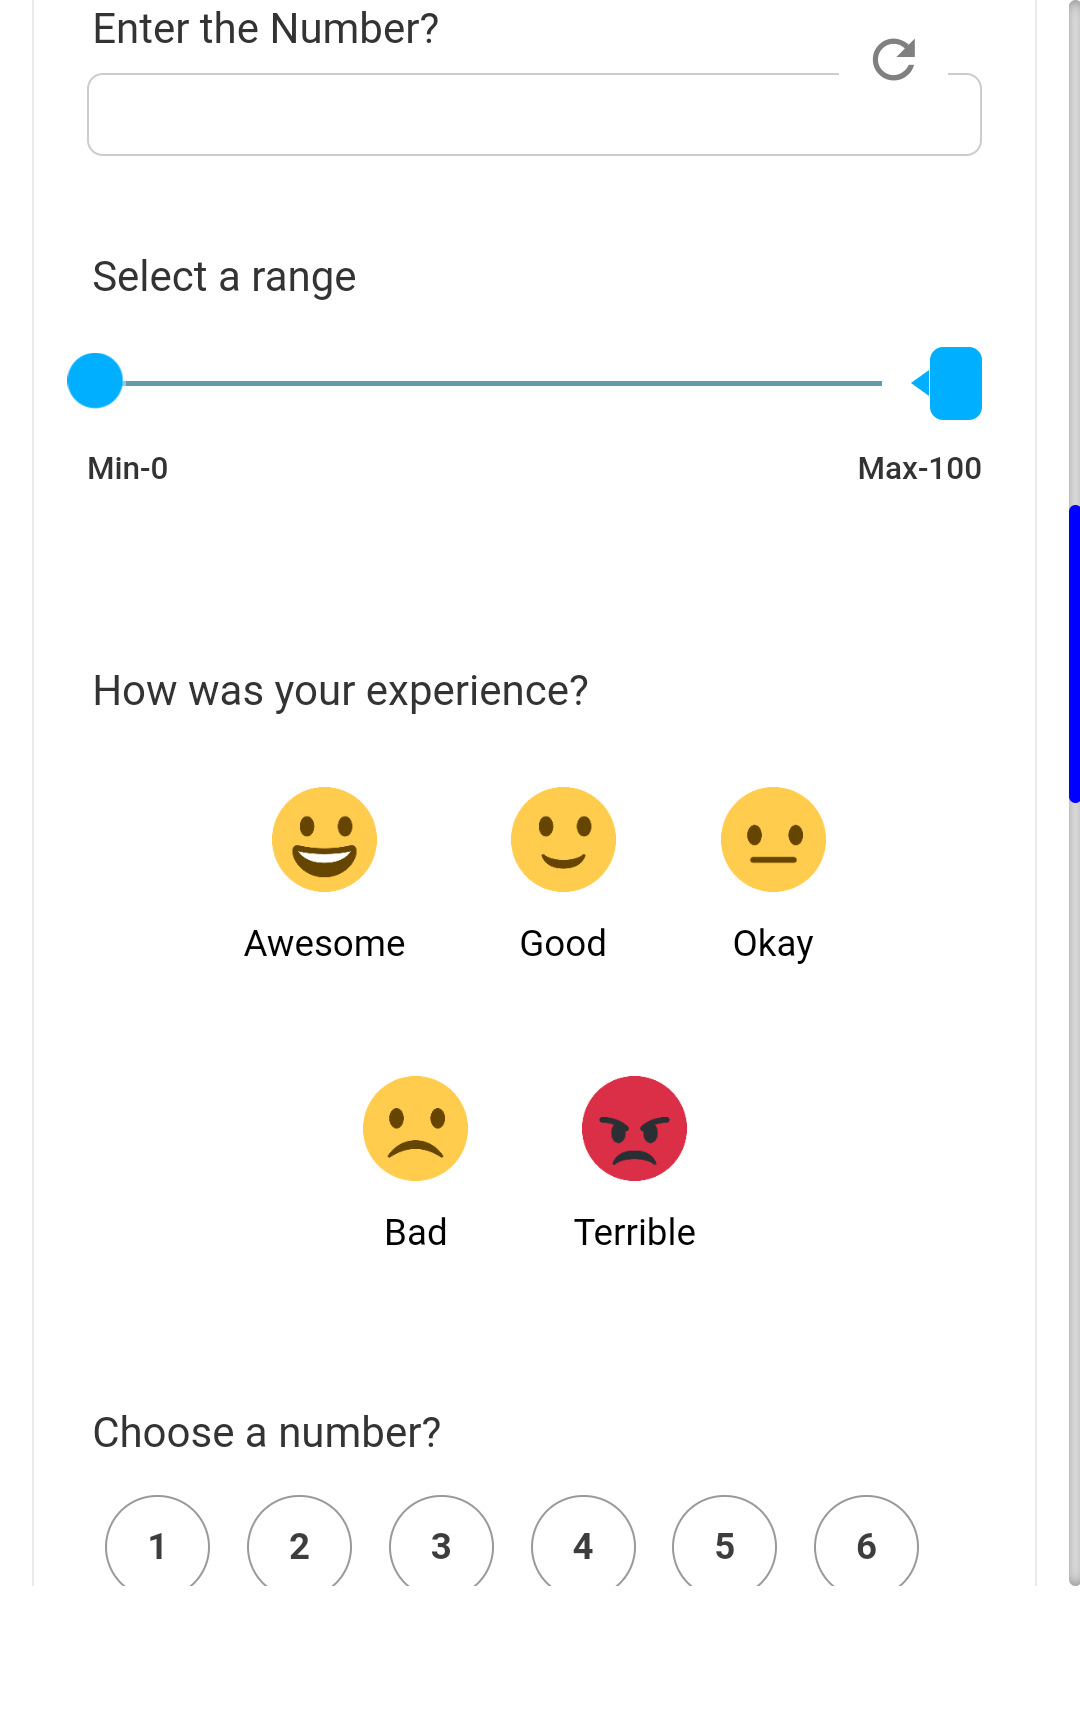 Enter the Number?
Select a range
Min-0 Max-100
How was your experience?
Awesome Good Okay
Bad Terrible
Choose a number?
1 2 3 4 5 6